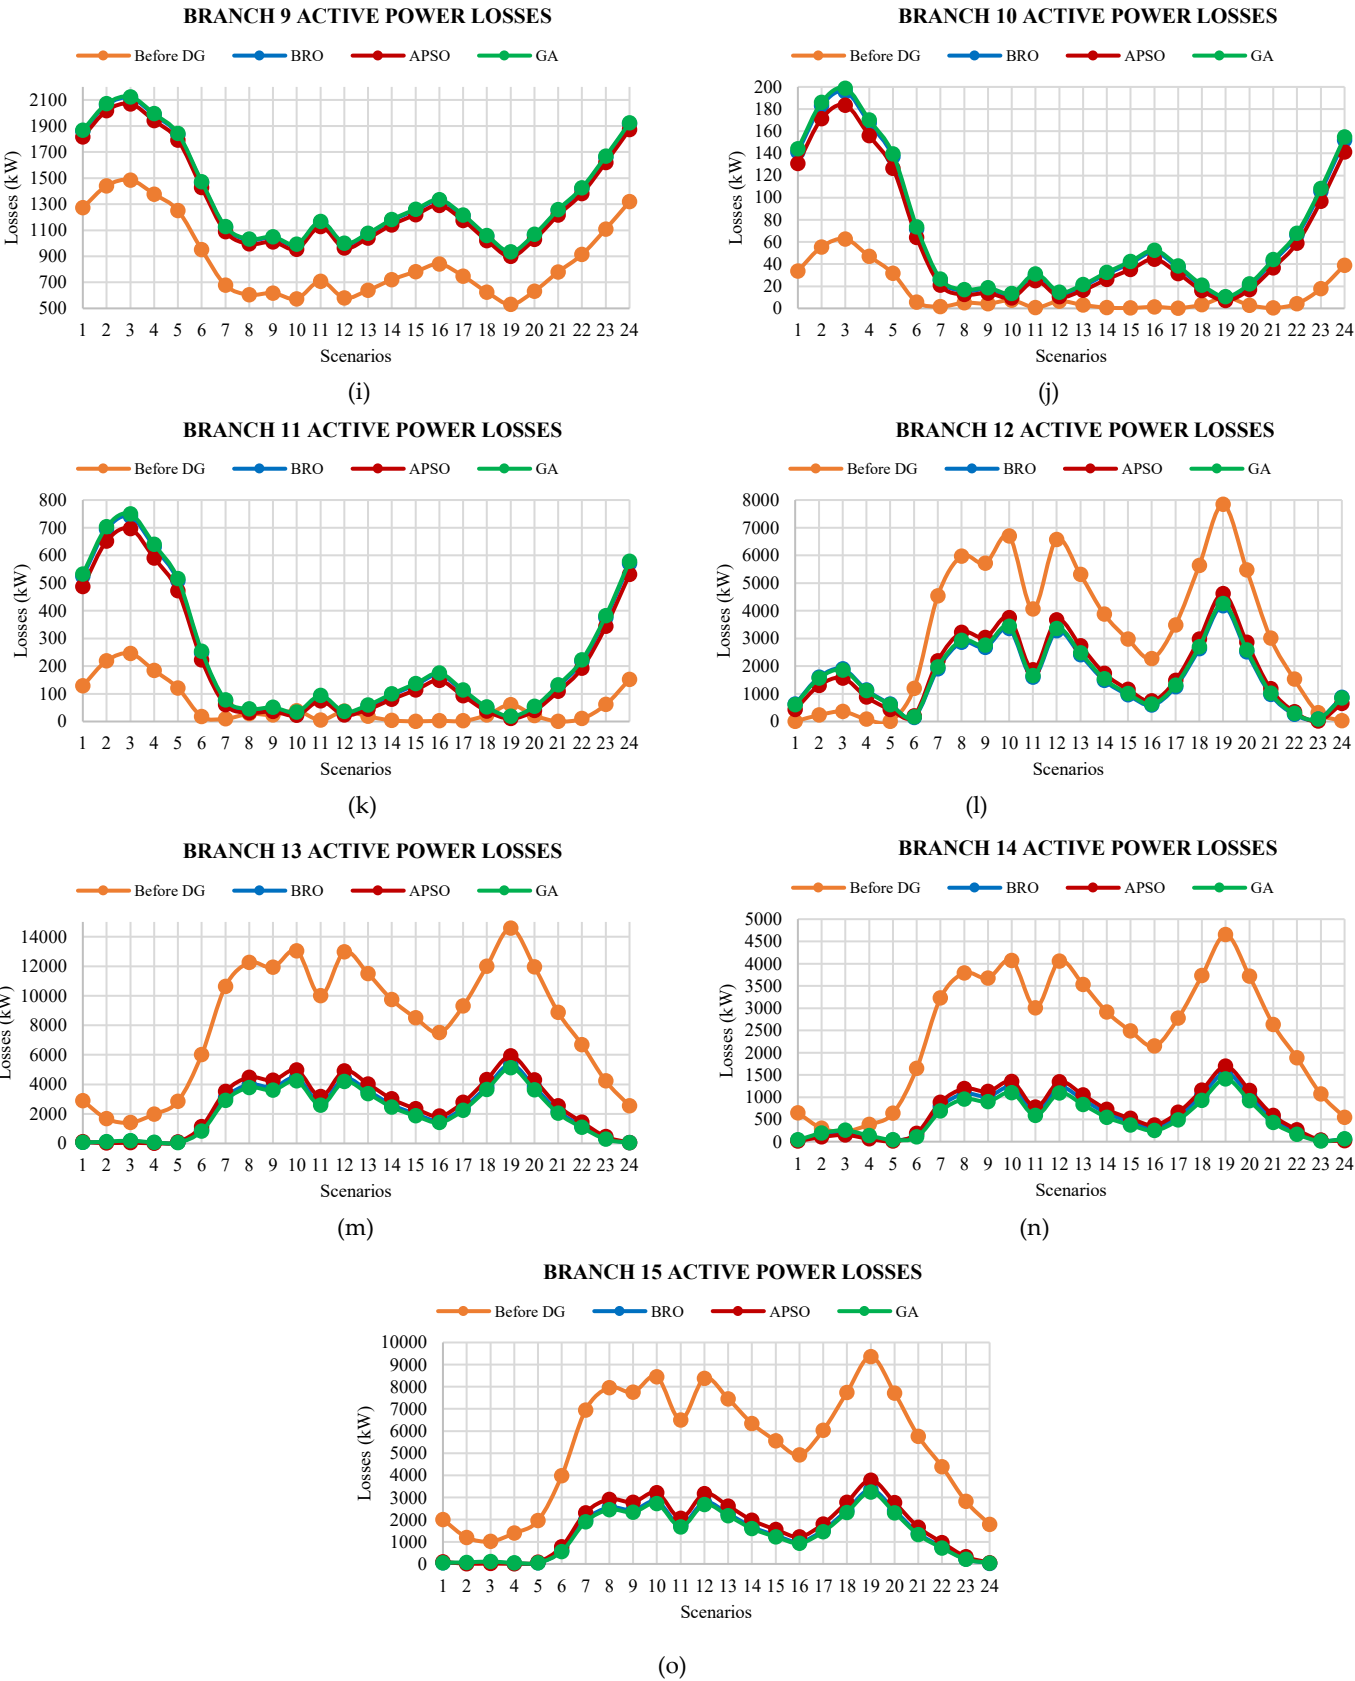 BRANCH 9 ACTIVE POWER LOSSES
Before DG BRO APSO GA
2100
1900
1700
1500
1300
1100
900
700
500
Losses (kW)
1 2 3 4 5 6 7 8 9 10 11 12 13 14 15 16 17 18 19 20 21 22 23 24
Scenarios
(i)
BRANCH 10 ACTIVE POWER LOSSES
Before DG BRO APSO GA
200
180
160
140
120
100
80
60
40
20
0
Losses (kW)
1 2 3 4 5 6 7 8 9 10 11 12 13 14 15 16 17 18 19 20 21 22 23 24
Scenarios
(j)
BRANCH 11 ACTIVE POWER LOSSES
Before DG BRO APSO GA
800
700
600
500
400
300
200
100
0
Losses (kW)
1 2 3 4 5 6 7 8 9 10 11 12 13 14 15 16 17 18 19 20 21 22 23 24
Scenarios
(k)
BRANCH 12 ACTIVE POWER LOSSES
Before DG BRO APSO GA
8000
7000
6000
5000
4000
3000
2000
1000
0
Losses (kW)
1 2 3 4 5 6 7 8 9 10 11 12 13 14 15 16 17 18 19 20 21 22 23 24
Scenarios
(l)
BRANCH 13 ACTIVE POWER LOSSES
Before DG BRO APSO GA
14000
12000
10000
8000
6000
4000
2000
0
Losses (kW)
1 2 3 4 5 6 7 8 9 10 11 12 13 14 15 16 17 18 19 20 21 22 23 24
Scenarios
(m)
BRANCH 14 ACTIVE POWER LOSSES
Before DG BRO APSO GA
5000
4500
4000
3500
3000
2500
2000
1500
1000
500
0
Losses (kW)
1 2 3 4 5 6 7 8 9 10 11 12 13 14 15 16 17 18 19 20 21 22 23 24
Scenarios
(n)
BRANCH 15 ACTIVE POWER LOSSES
Before DG BRO APSO GA
10000
9000
8000
7000
6000
5000
4000
3000
2000
1000
0
Losses (kW)
1 2 3 4 5 6 7 8 9 10 11 12 13 14 15 16 17 18 19 20 21 22 23 24
Scenarios
(o)